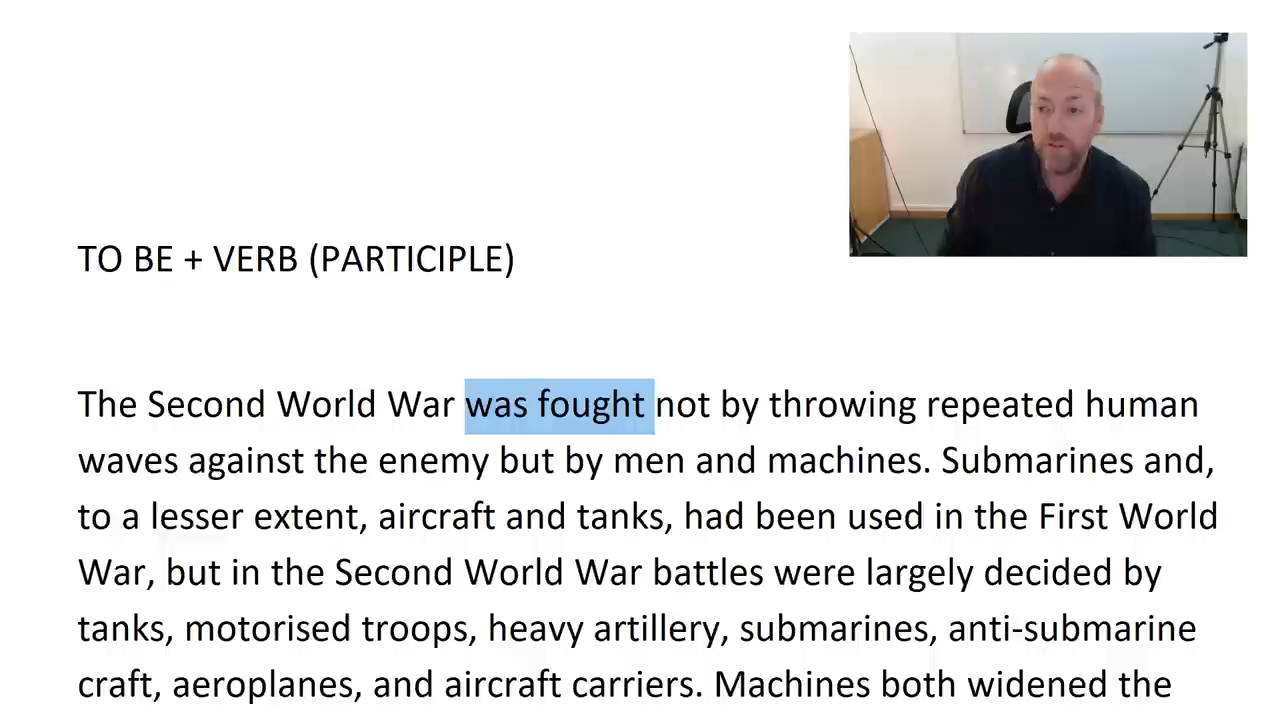 TO BE + VERB (PARTICIPLE)
The Second World War was fought not by throwing repeated human
waves against the enemy but by men and machines. Submarines and,
to a lesser extent, aircraft and tanks, had been used in the First World
War, but in the Second World War battles were largely decided by
tanks, motorised troops, heavy artillery, submarines, anti-submarine
craft, aeroplanes, and aircraft carriers. Machines both widened the